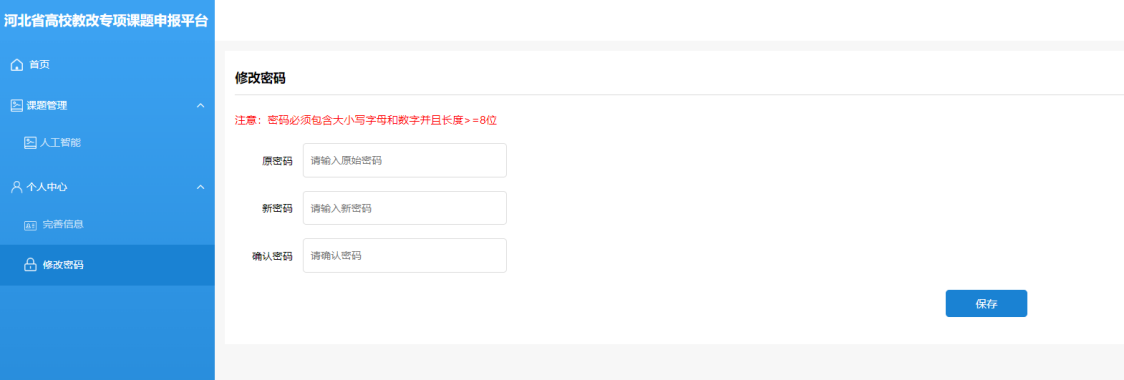 河北省高校教改专项课题申报平台
首页
课题管理
人工智能
个人中心
完善信息
修改密码
修改密码
注意：密码必须包含大小写字母和数字并且长度>=8位
原密码 请输入原始密码
新密码 请输入新密码
确认密码 请确认密码
保存